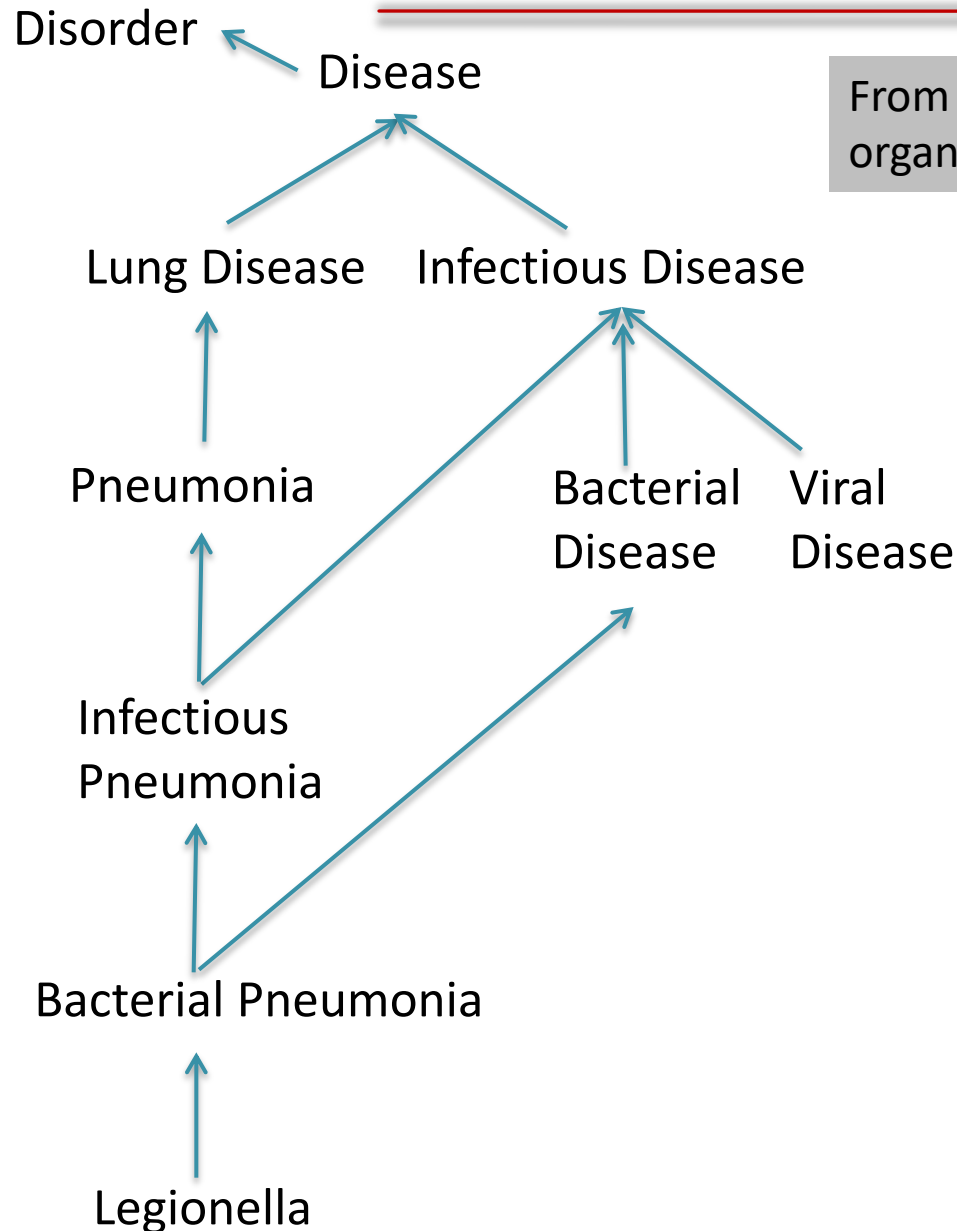 Disorder
Disease
From
organ
Lung Disease
Infectious Disease
Pneumonia
Bacterial
Disease
Viral
Disease
Infectious
Pneumonia
Bacterial Pneumonia
Legionella